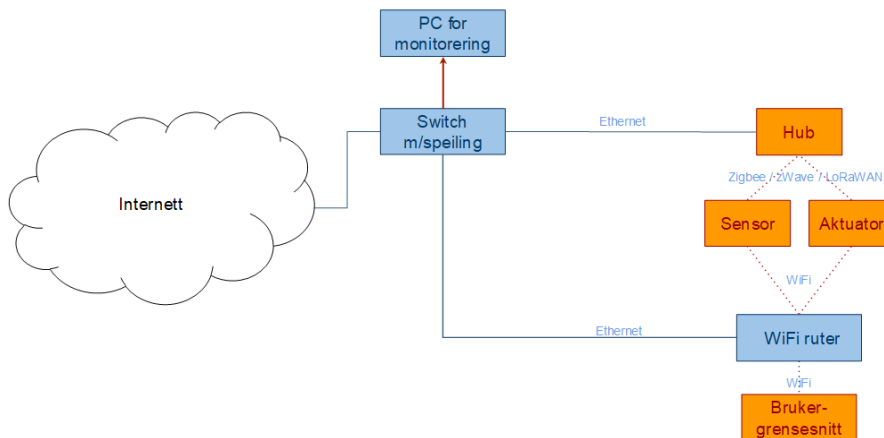 PC for
monitorering
Switch
m/speiling
Ethernet
Hub
Zigbee / zWave / LoRaWAN
Internett
Sensor
Aktuator
WiFi
Ethernet
WiFi ruter
WiFi
Bruker-
grensesnitt